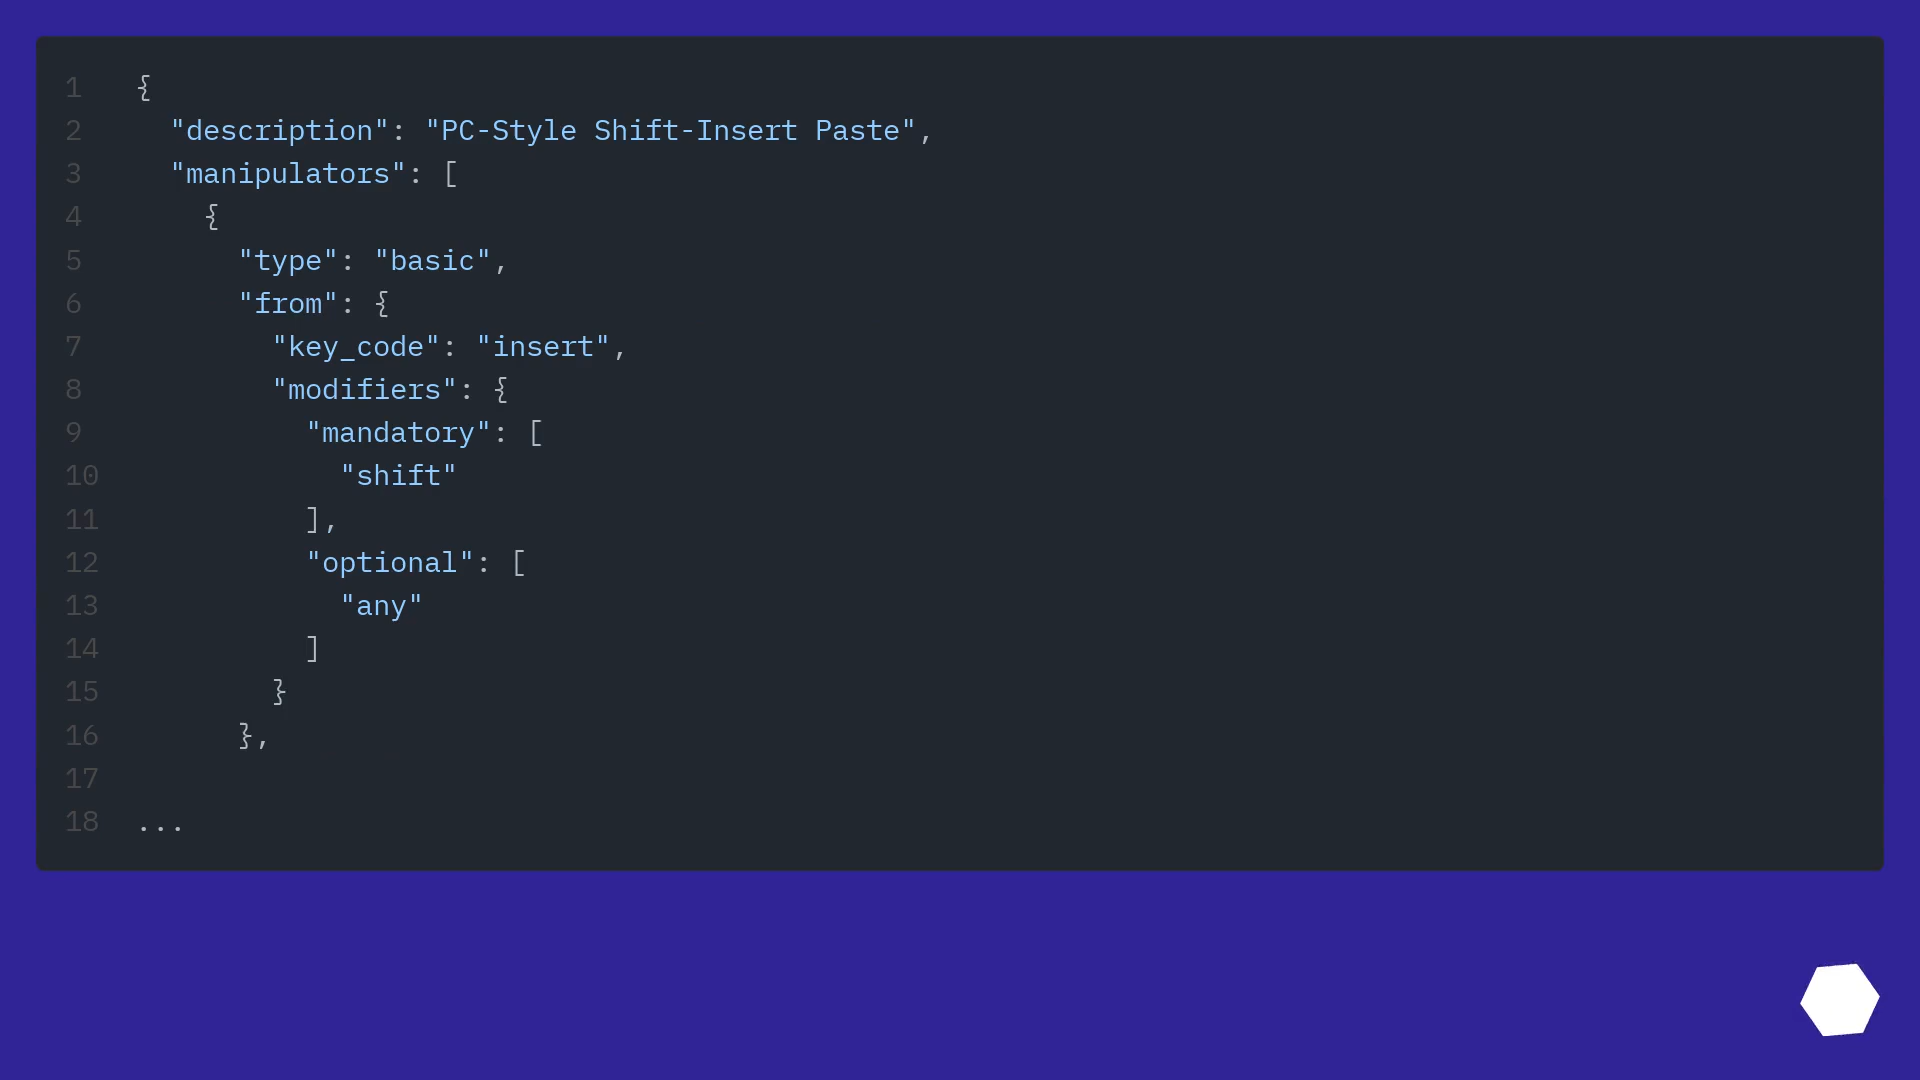 1 {
2 "description": "PC-Style Shift-Insert Paste",
3 "manipulators": [
4 {
5 "type": "basic",
6 "from": {
7 "key_code": "insert",
8 "modifiers": {
9 "mandatory": [
10 "shift"
11 ],
12 "optional": [
13 "any"
14 ]
15 }
16 },
17
18 ...